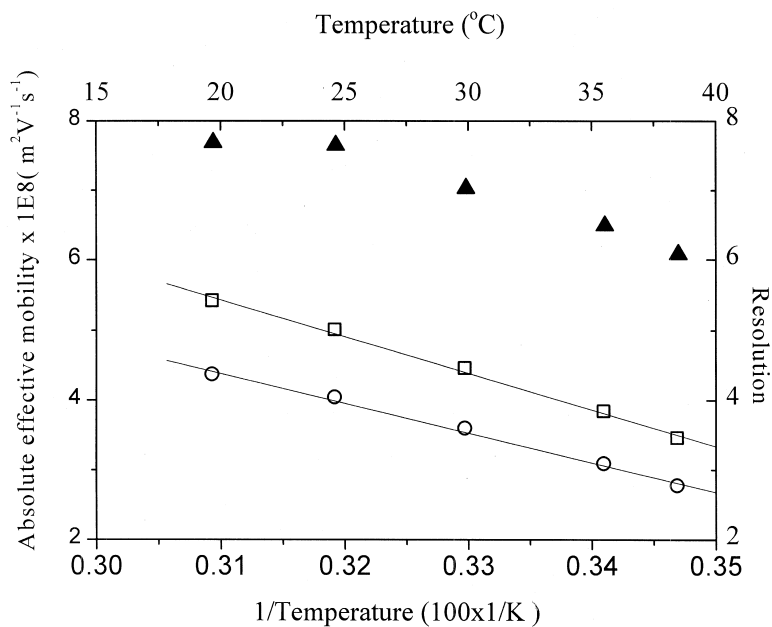 Temperature (°C)
15 20 25 30 35 40
8 8
6 6
4 4
2 2
Absolute effective mobility x 1E8( m²V⁻¹s⁻¹)
Resolution
0.30 0.31 0.32 0.33 0.34 0.35
1/Temperature (100x1/K )